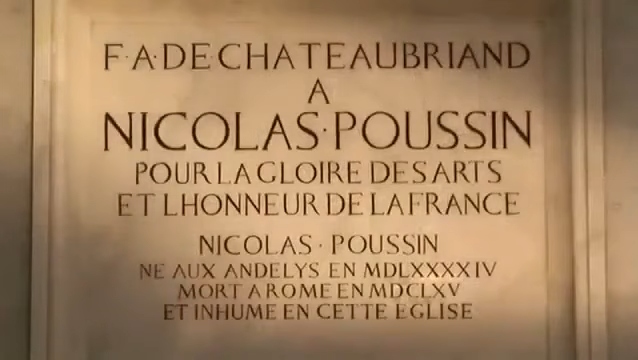 F·A·DE CHATEAUBRIAND
A
NICOLAS·POUSSIN
POUR LA GLOIRE DES ARTS
ET LHONNEUR DE LA FRANCE
NICOLAS · POUSSIN
NE AUX ANDELYS EN MDLXXXXIV
MORT A ROME EN MDCLXV
ET INHUME EN CETTE EGLISE